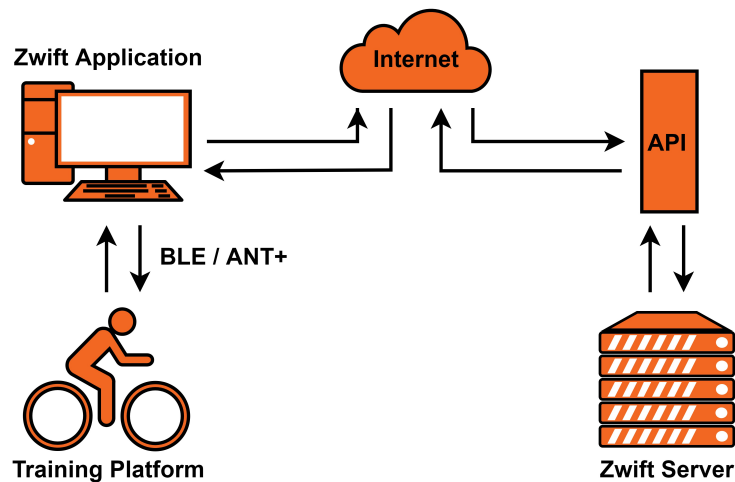 Zwift Application
Internet
API
BLE / ANT+
Training Platform
Zwift Server